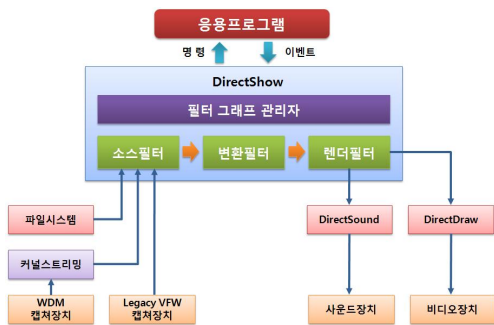 응용프로그램
명 령
이벤트
DirectShow
필터 그래프 관리자
소스필터
변환필터
렌더필터
파일시스템
DirectSound
DirectDraw
커널스트리밍
WDM
캡쳐장치
Legacy VFW
캡쳐장치
사운드장치
비디오장치